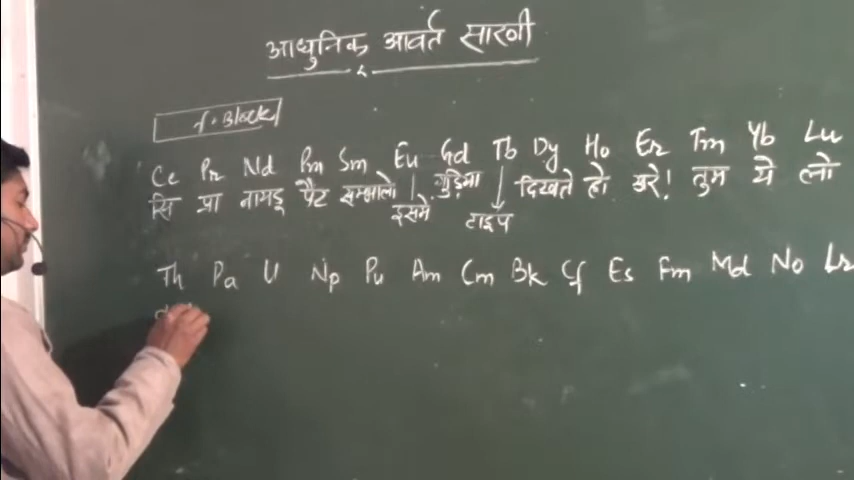 आधुनिक आवर्त सारणी
f-Block
Ce Pr Nd Pm Sm Eu Gd Tb Dy Ho Er Tm Yb Lu
सि प्रा नामइ पैट सम्भालो इसमें गुड़िया टाइप दिखते हो अरे! तुम ये लो
Th Pa U Np Pu Am Cm Bk Cf Es Fm Md No Lr